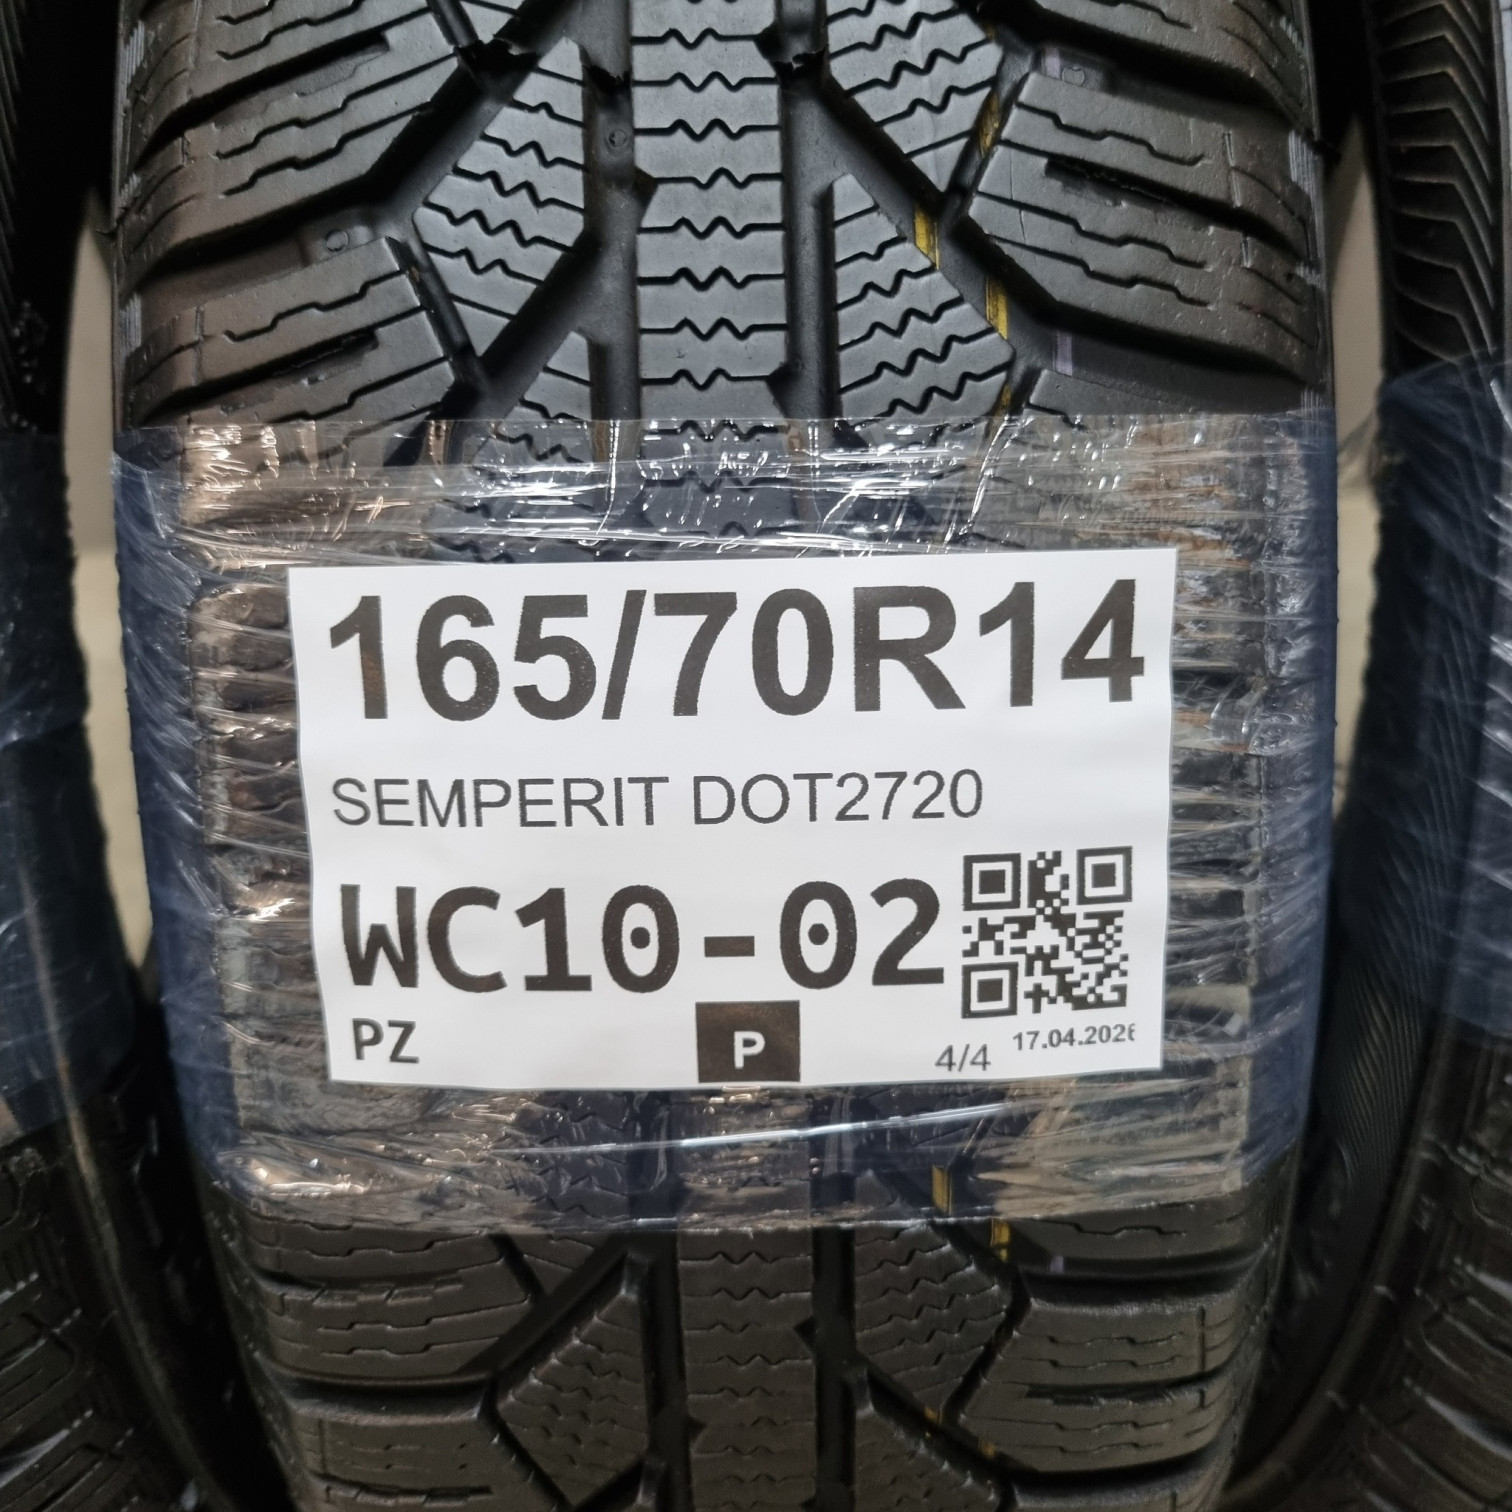 165/70R14
SEMPERIT DOT2720
WC10-02
PZ P 4/4 17.04.2026